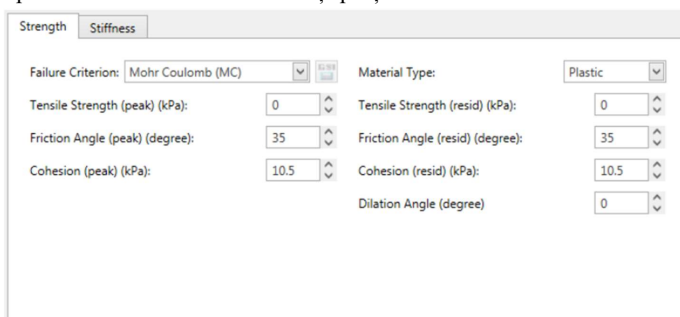 Strength Stiffness
Failure Criterion: Mohr Coulomb (MC) Material Type: Plastic
Tensile Strength (peak) (kPa): 0 Tensile Strength (resid) (kPa): 0
Friction Angle (peak) (degree): 35 Friction Angle (resid) (degree): 35
Cohesion (peak) (kPa): 10.5 Cohesion (resid) (kPa): 10.5
Dilation Angle (degree) 0